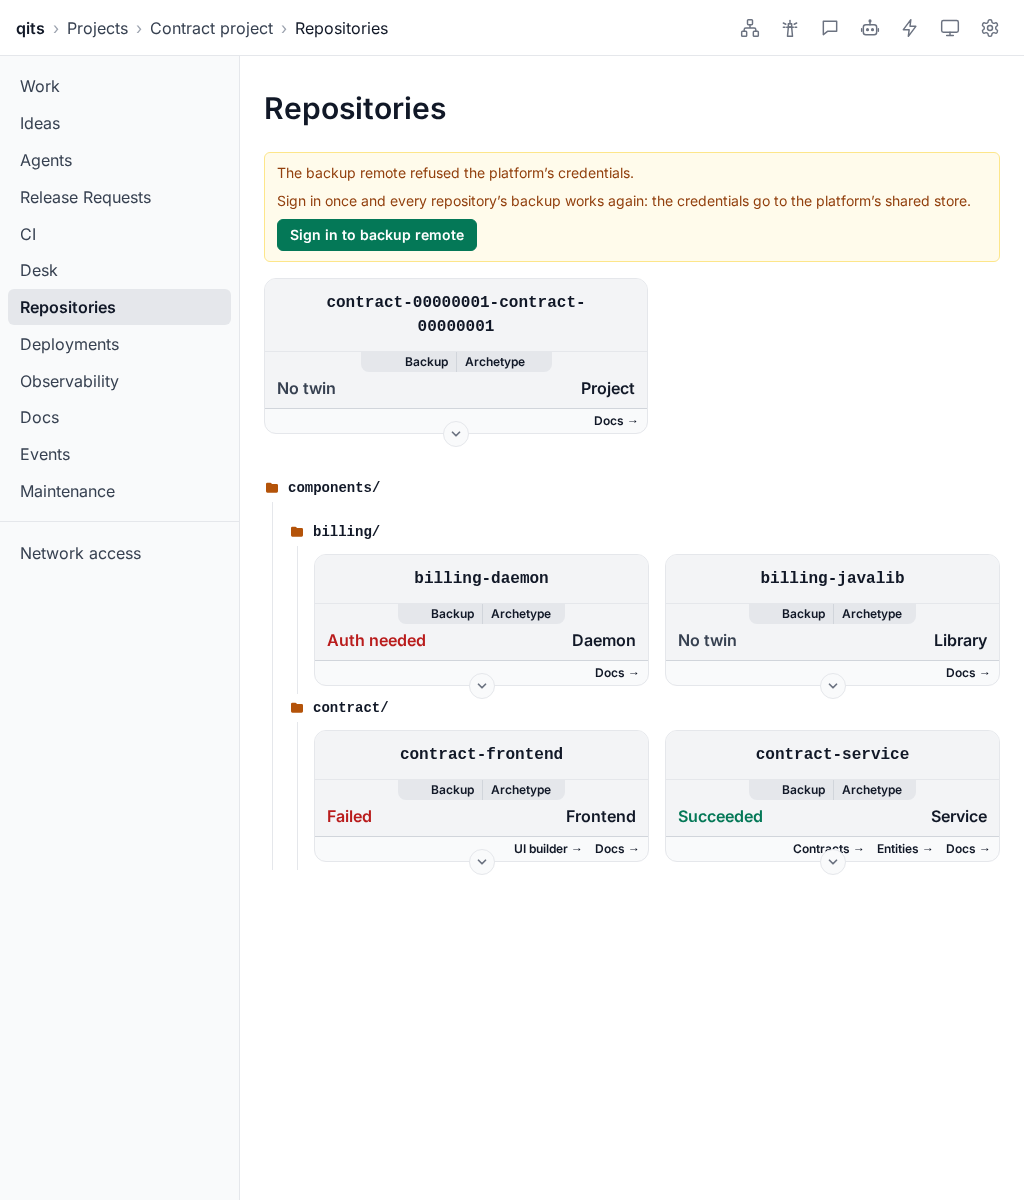 qits › Projects › Contract project › Repositories
Work
Ideas
Agents
Release Requests
CI
Desk
Repositories
Deployments
Observability
Docs
Events
Maintenance
Network access
Repositories
The backup remote refused the platform’s credentials.
Sign in once and every repository’s backup works again: the credentials go to the platform’s shared store.
Sign in to backup remote
contract-00000001-contract-
00000001
Backup Archetype
No twin Project
Docs →
components/
billing/
billing-daemon
Backup Archetype
Auth needed Daemon
Docs →
billing-javalib
Backup Archetype
No twin Library
Docs →
contract/
contract-frontend
Backup Archetype
Failed Frontend
UI builder → Docs →
contract-service
Backup Archetype
Succeeded Service
Contracts → Entities → Docs →